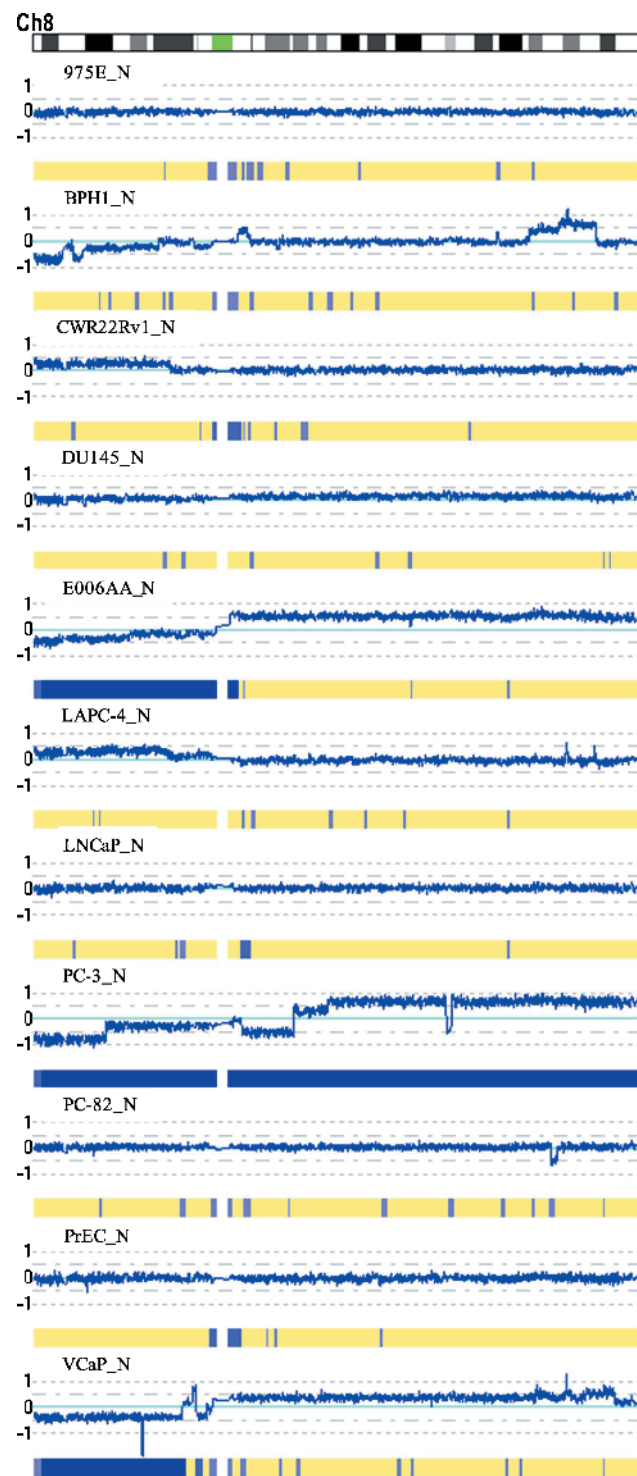 Ch8
975E_N
1
0
-1
BPH1_N
1
0
-1
CWR22Rv1_N
1
0
-1
DU145_N
1
0
-1
E006AA_N
1
0
-1
LAPC-4_N
1
0
-1
LNCaP_N
1
0
-1
PC-3_N
1
0
-1
PC-82_N
1
0
-1
PrEC_N
1
0
-1
VCaP_N
1
0
-1